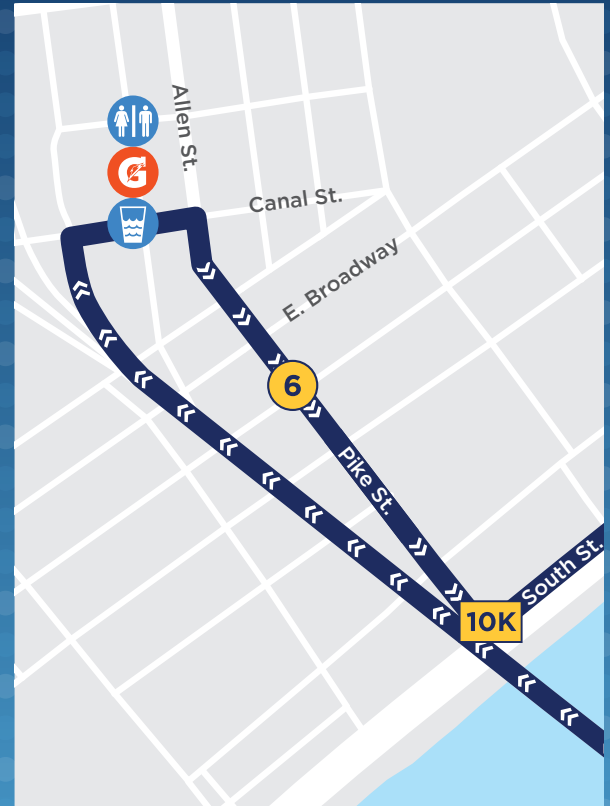 Allen St.
G
Canal St.
E. Broadway
6
Pike St.
South St.
10K